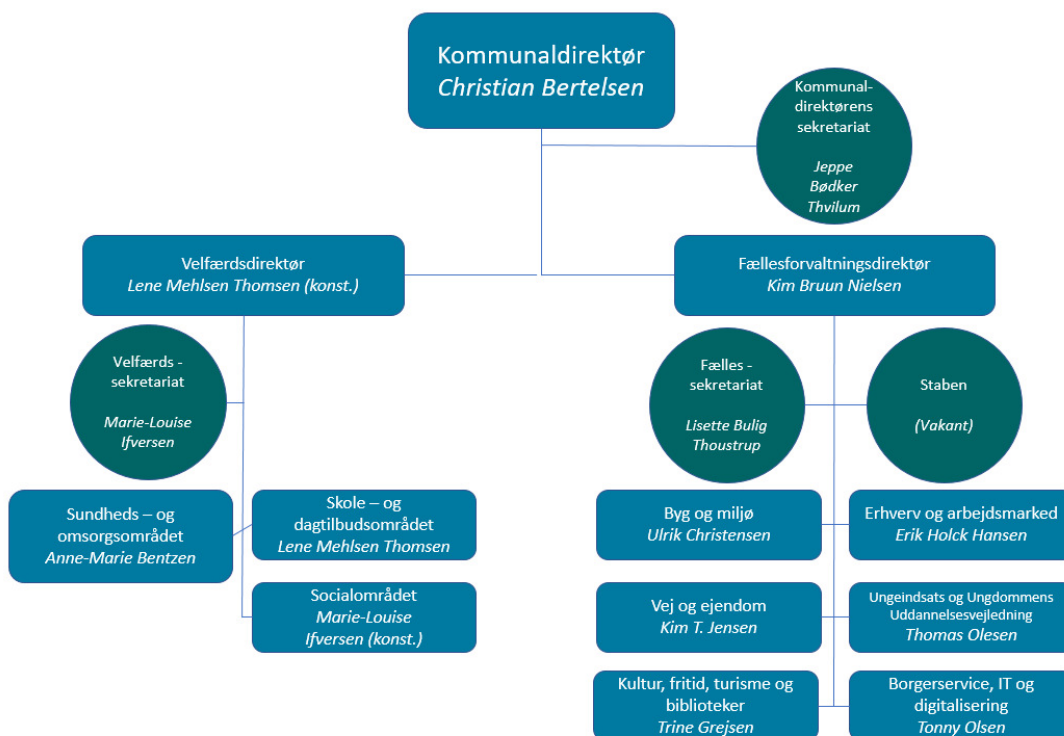 Kommunaldirektør
Christian Bertelsen
Kommunal-
direktørens
sekretariat
Jeppe
Bødker
Thvilum
Velfærdsdirektør
Lene Mehlsen Thomsen (konst.)
Fællesforvaltningsdirektør
Kim Bruun Nielsen
Velfærds -
sekretariat
Marie-Louise
Ifversen
Fælles -
sekretariat
Lisette Bulig
Thoustrup
Staben
(Vakant)
Sundheds – og
omsorgsområdet
Anne-Marie Bentzen
Skole – og
dagtilbudsområdet
Lene Mehlsen Thomsen
Socialområdet
Marie-Louise
Ifversen (konst.)
Byg og miljø
Ulrik Christensen
Erhverv og arbejdsmarked
Erik Holck Hansen
Vej og ejendom
Kim T. Jensen
Ungeindsats og Ungdommens
Uddannelsesvejledning
Thomas Olesen
Kultur, fritid, turisme og
biblioteker
Trine Grejsen
Borgerservice, IT og
digitalisering
Tonny Olsen